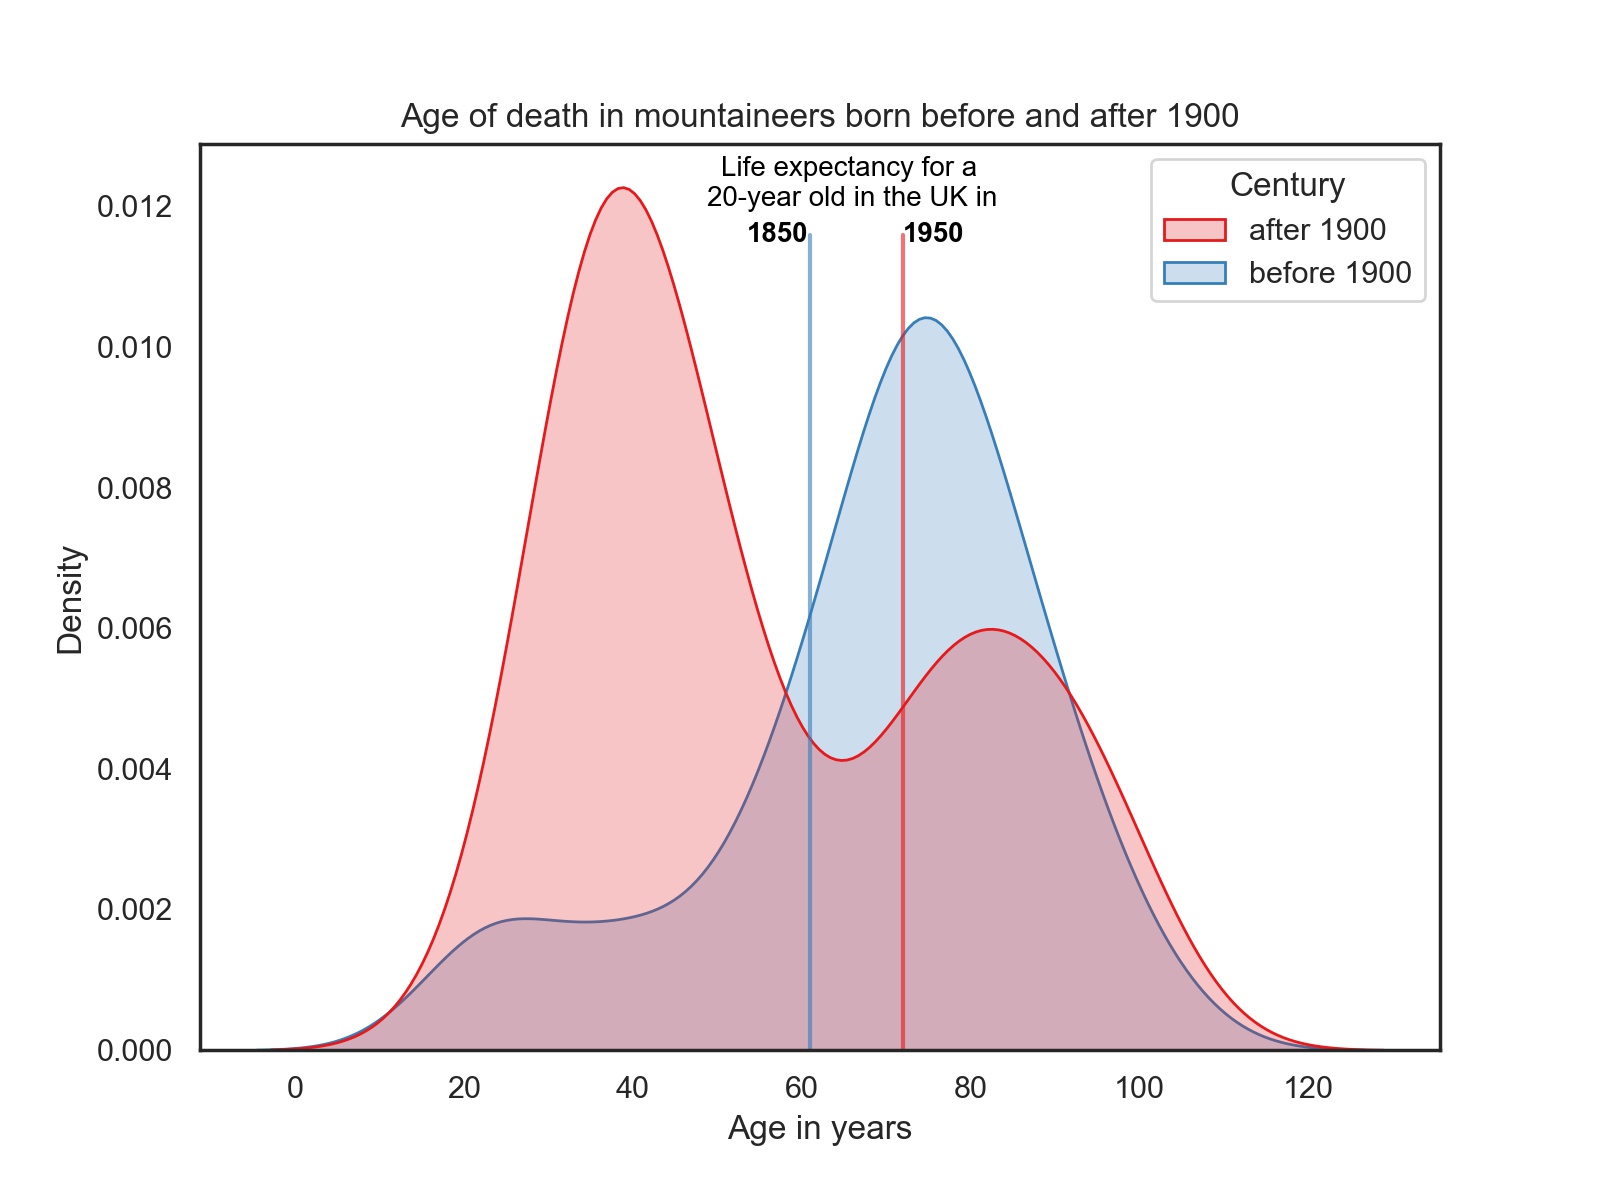 Age of death in mountaineers born before and after 1900
Life expectancy for a
20-year old in the UK in
1850 1950
Century
after 1900
before 1900
Density
0.012
0.010
0.008
0.006
0.004
0.002
0.000
0 20 40 60 80 100 120
Age in years